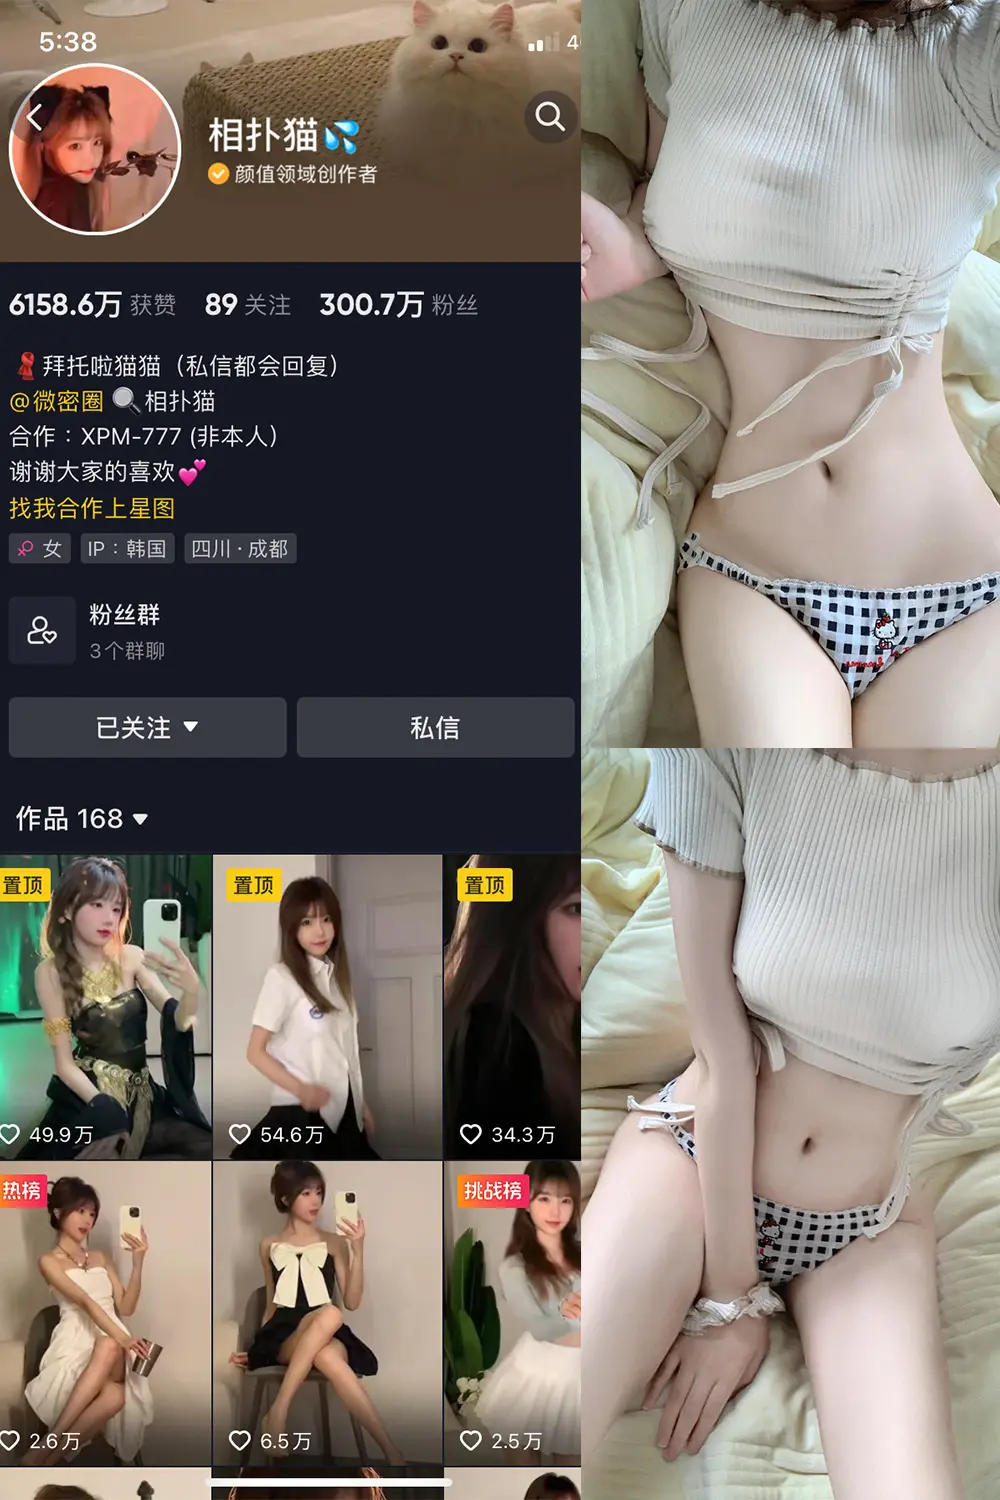 5:38
4
相扑猫💦
颜值领域创作者
6158.6万 获赞 89 关注 300.7万 粉丝
🧣拜托啦猫猫（私信都会回复）
@微密圈 🔍相扑猫
合作：XPM-777 (非本人)
谢谢大家的喜欢💕
找我合作上星图
女 IP：韩国 四川·成都
粉丝群
3个群聊
已关注
私信
作品 168
置顶 置顶 置顶
49.9万 54.6万 34.3万
热榜 挑战榜
2.6万 6.5万 2.5万